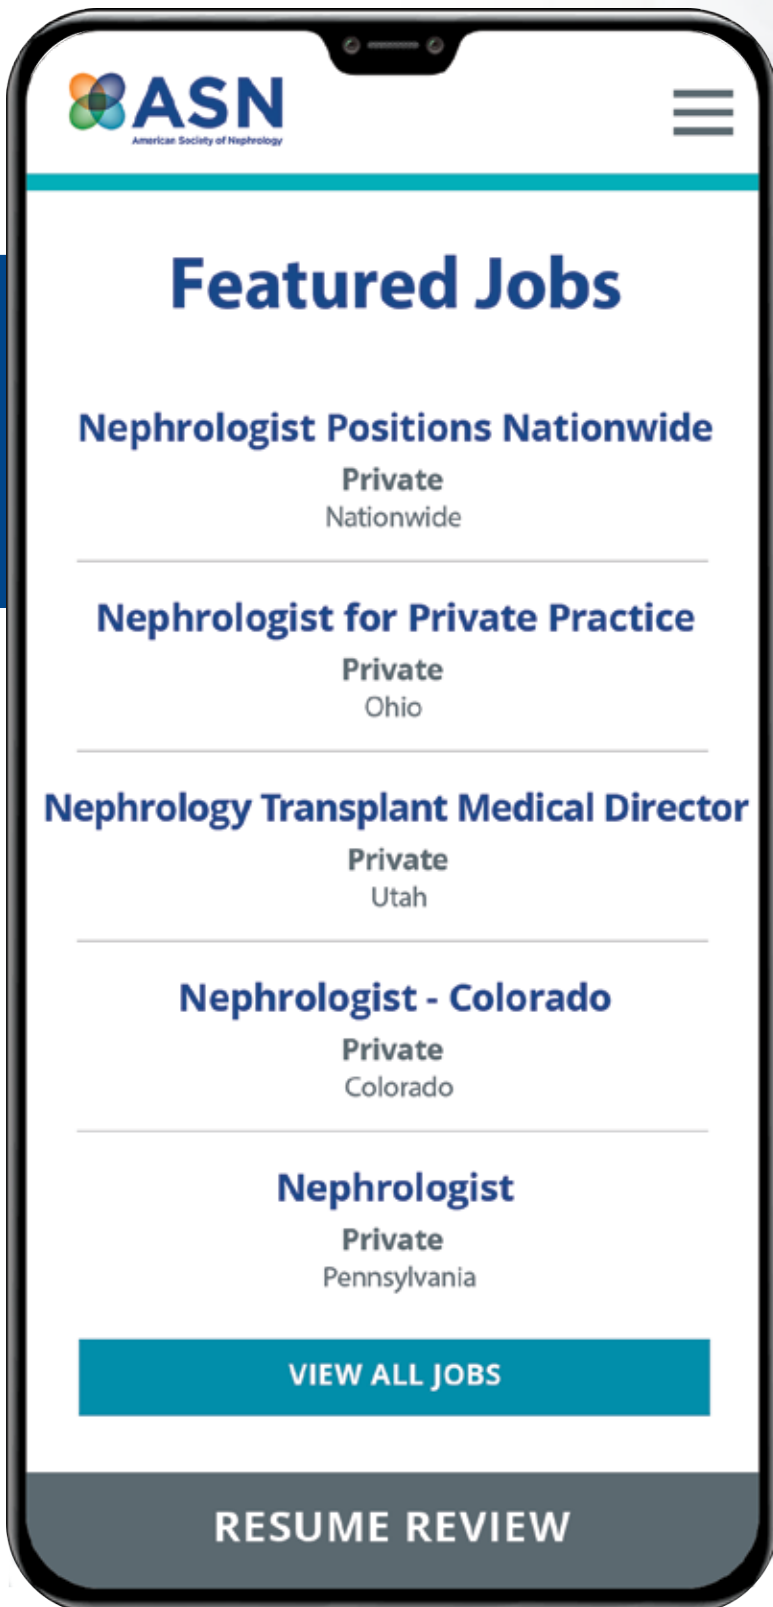 ASN
American Society of Nephrology
Featured Jobs
Nephrologist Positions Nationwide
Private
Nationwide
Nephrologist for Private Practice
Private
Ohio
Nephrology Transplant Medical Director
Private
Utah
Nephrologist - Colorado
Private
Colorado
Nephrologist
Private
Pennsylvania
VIEW ALL JOBS
RESUME REVIEW